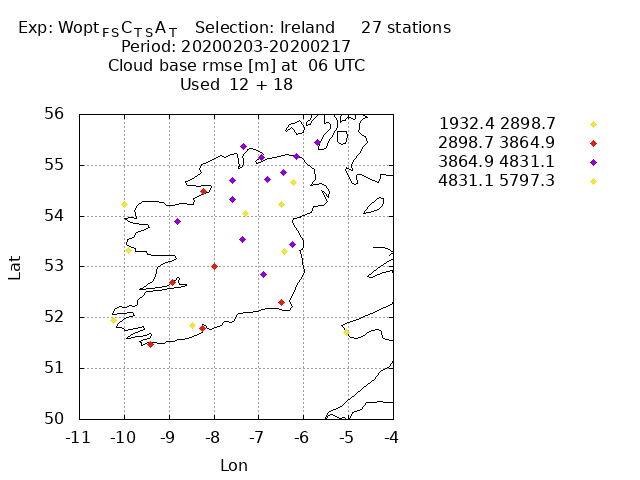 Exp: Wopt FS C T S A T Selection: Ireland 27 stations
Period: 20200203-20200217
Cloud base rmse [m] at 06 UTC
Used 12 + 18
1932.4 2898.7
2898.7 3864.9
3864.9 4831.1
4831.1 5797.3
56
55
54
53
52
51
50
Lat
-11 -10 -9 -8 -7 -6 -5 -4
Lon